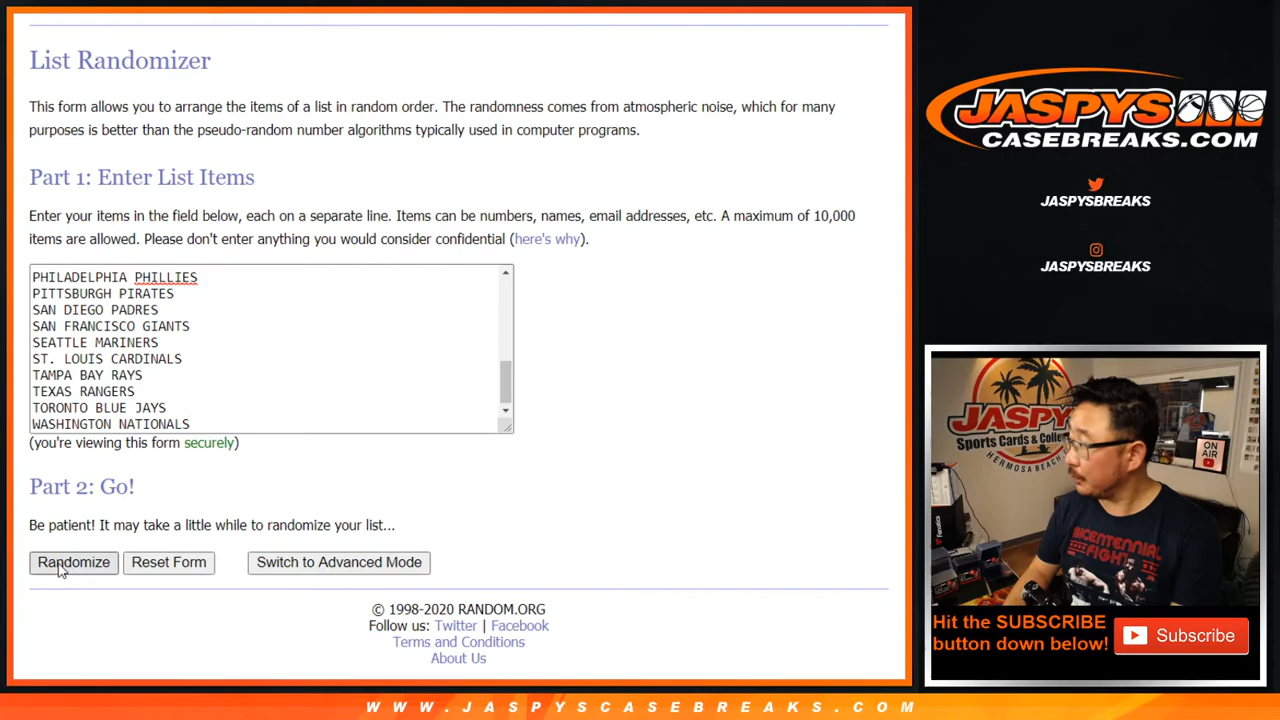 List Randomizer
This form allows you to arrange the items of a list in random order. The randomness comes from atmospheric noise, which for many
purposes is better than the pseudo-random number algorithms typically used in computer programs.
Part 1: Enter List Items
Enter your items in the field below, each on a separate line. Items can be numbers, names, email addresses, etc. A maximum of 10,000
items are allowed. Please don't enter anything you would consider confidential (here's why).
PHILADELPHIA PHILLIES
PITTSBURGH PIRATES
SAN DIEGO PADRES
SAN FRANCISCO GIANTS
SEATTLE MARINERS
ST. LOUIS CARDINALS
TAMPA BAY RAYS
TEXAS RANGERS
TORONTO BLUE JAYS
WASHINGTON NATIONALS
(you're viewing this form securely)
Part 2: Go!
Be patient! It may take a little while to randomize your list...
Randomize Reset Form Switch to Advanced Mode
© 1998-2020 RANDOM.ORG
Follow us: Twitter | Facebook
Terms and Conditions
About Us
JASPYS
CASEBREAKS.COM
JASPYSBREAKS
JASPYSBREAKS
JASPY
Sports Cards & Colle
HERMOSA BEACH
ON AIR
Fanatics
BICENTENNIAL
FIGHT
Hit the SUBSCRIBE
button down below!
Subscribe
WWW.JASPYSCASEBREAKS.COM